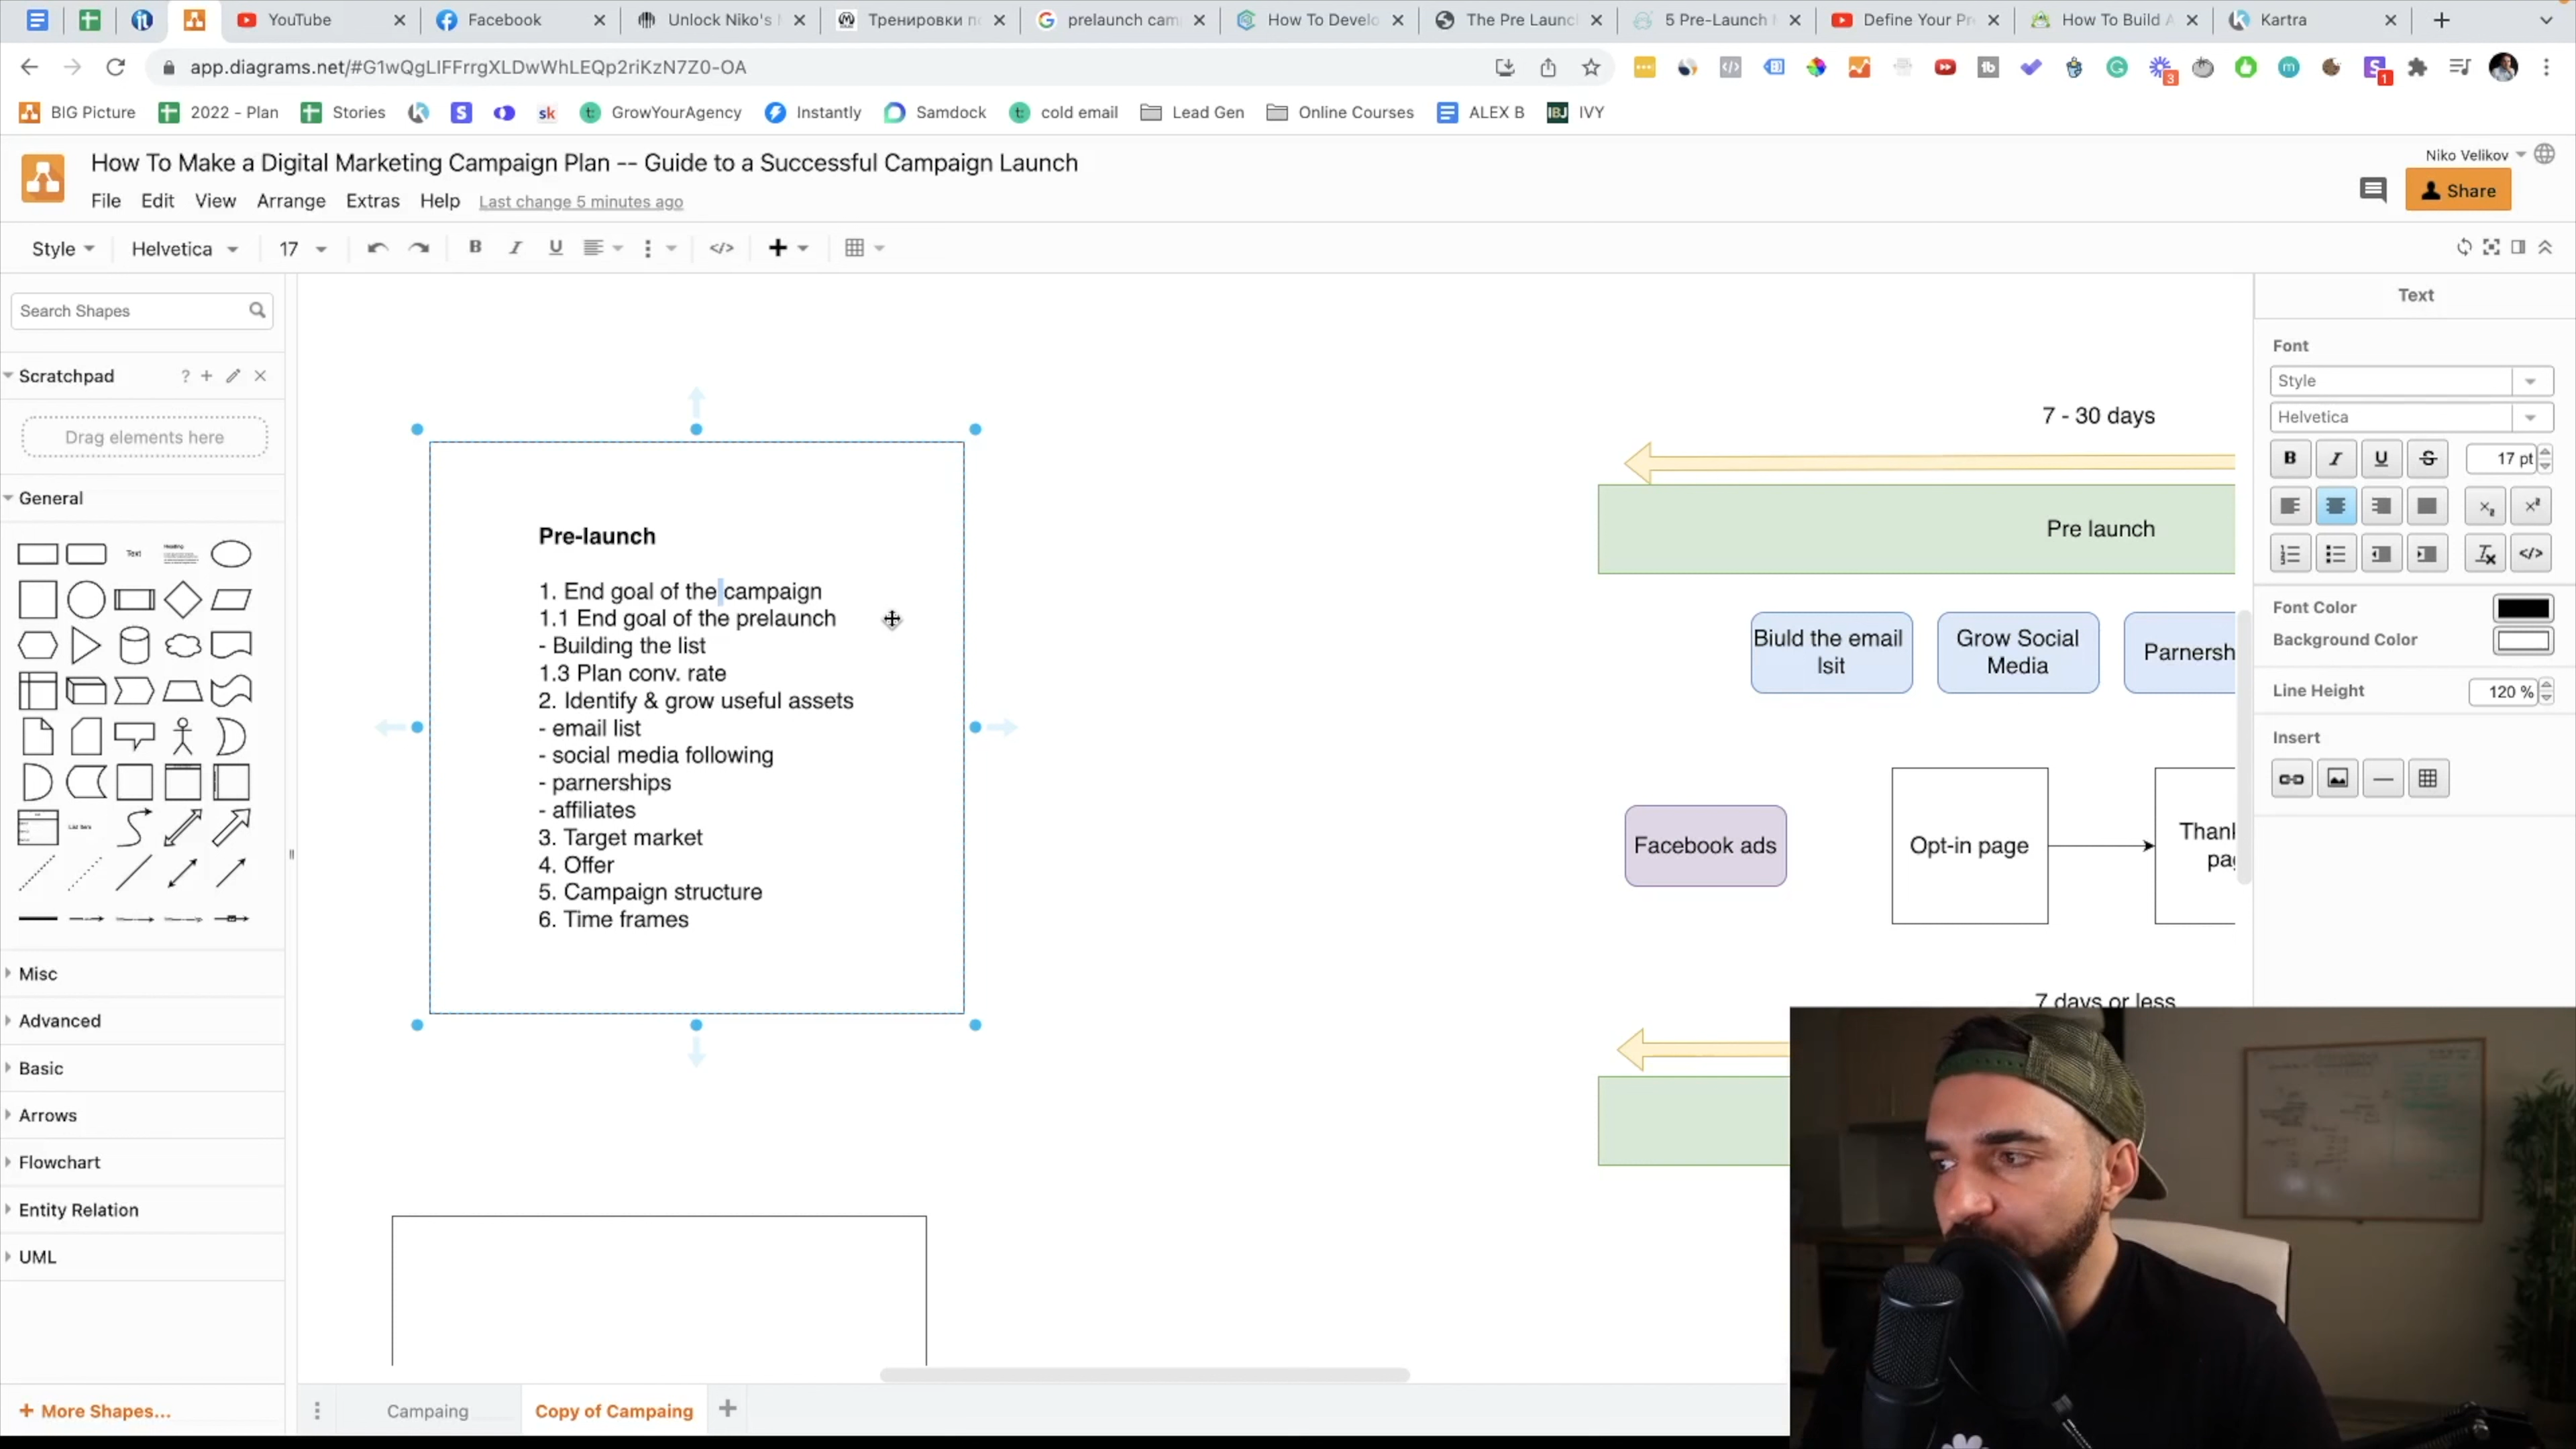 YouTube
Facebook
Unlock Niko's
Тренировки п
prelaunch cam
How To Develo
The Pre Launc
5 Pre-Launch
Define Your Pr
How To Build A
Kartra
app.diagrams.net/#G1wQgLIFFrrgXLDwWhLEQp2riKzN7Z0-OA
BIG Picture
2022 - Plan
Stories
sk
GrowYourAgency
Instantly
Samdock
cold email
Lead Gen
Online Courses
ALEX B
IBJ
IVY
How To Make a Digital Marketing Campaign Plan -- Guide to a Successful Campaign Launch
Niko Velikov
File
Edit
View
Arrange
Extras
Help
Last change 5 minutes ago
Share
Style
Helvetica
17
Search Shapes
Scratchpad
Drag elements here
General
Text
Heading
List Item
Misc
Advanced
Basic
Arrows
Flowchart
Entity Relation
UML
+ More Shapes...
Pre-launch
1. End goal of the campaign
1.1 End goal of the prelaunch
- Building the list
1.3 Plan conv. rate
2. Identify & grow useful assets
- email list
- social media following
- parnerships
- affiliates
3. Target market
4. Offer
5. Campaign structure
6. Time frames
7 - 30 days
Pre launch
Biuld the email
lsit
Grow Social
Media
Parnersh
Facebook ads
Opt-in page
Thank
pag
7 days or less
Campaing
Copy of Campaing
Text
Font
Style
Helvetica
17 pt
Font Color
Background Color
Line Height
120 %
Insert